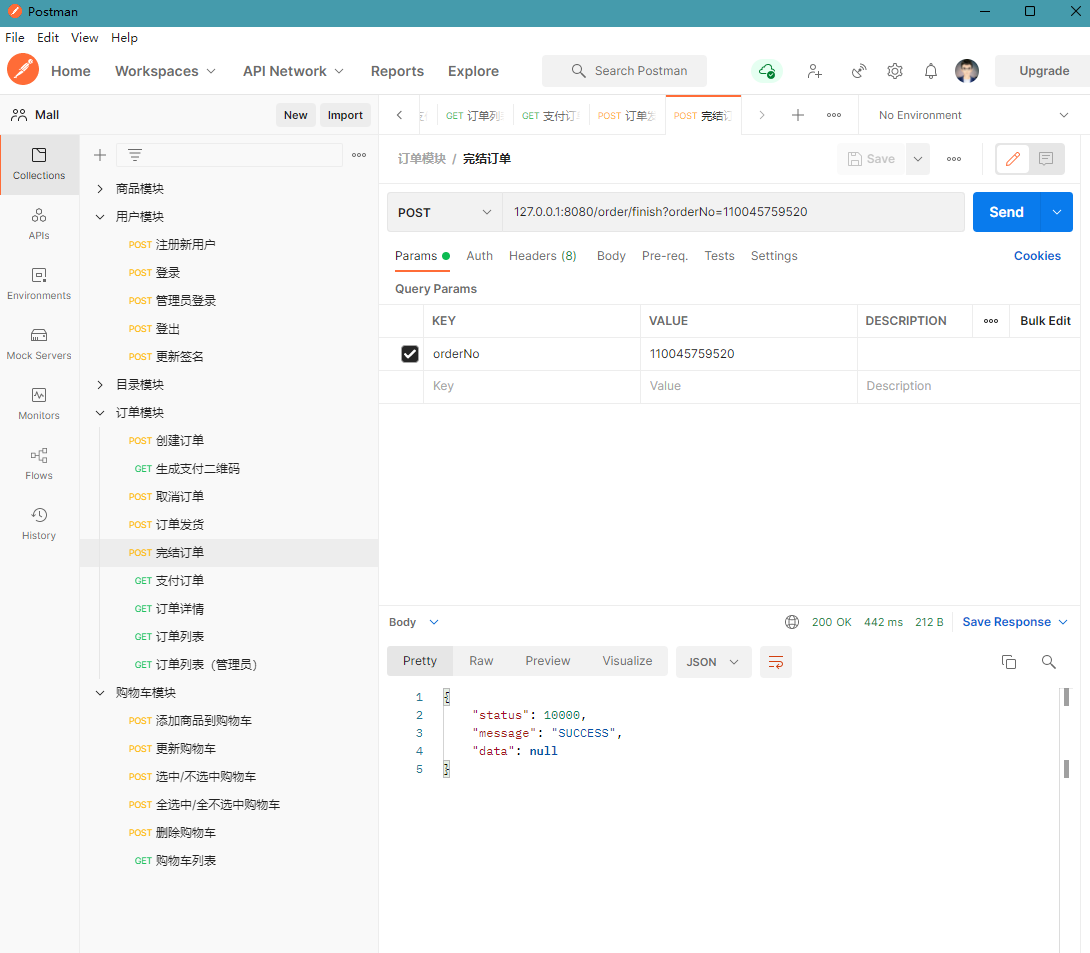 Postman
File Edit View Help
Home Workspaces API Network Reports Explore Search Postman Upgrade
Mall New Import
GET 订单列 GET 支付订 POST 订单发 POST 完结订 No Environment
订单模块 / 完结订单 Save
Collections
APIs
Environments
Mock Servers
Monitors
Flows
History
商品模块
用户模块
POST 注册新用户
POST 登录
POST 管理员登录
POST 登出
POST 更新签名
目录模块
订单模块
POST 创建订单
GET 生成支付二维码
POST 取消订单
POST 订单发货
POST 完结订单
GET 支付订单
GET 订单详情
GET 订单列表
GET 订单列表（管理员）
购物车模块
POST 添加商品到购物车
POST 更新购物车
POST 选中/不选中购物车
POST 全选中/全不选中购物车
POST 删除购物车
GET 购物车列表
POST 127.0.0.1:8080/order/finish?orderNo=110045759520 Send
Params Auth Headers (8) Body Pre-req. Tests Settings Cookies
Query Params
KEY VALUE DESCRIPTION Bulk Edit
orderNo 110045759520
Key Value Description
Body 200 OK 442 ms 212 B Save Response
Pretty Raw Preview Visualize JSON
1 {
2 "status": 10000,
3 "message": "SUCCESS",
4 "data": null
5 }